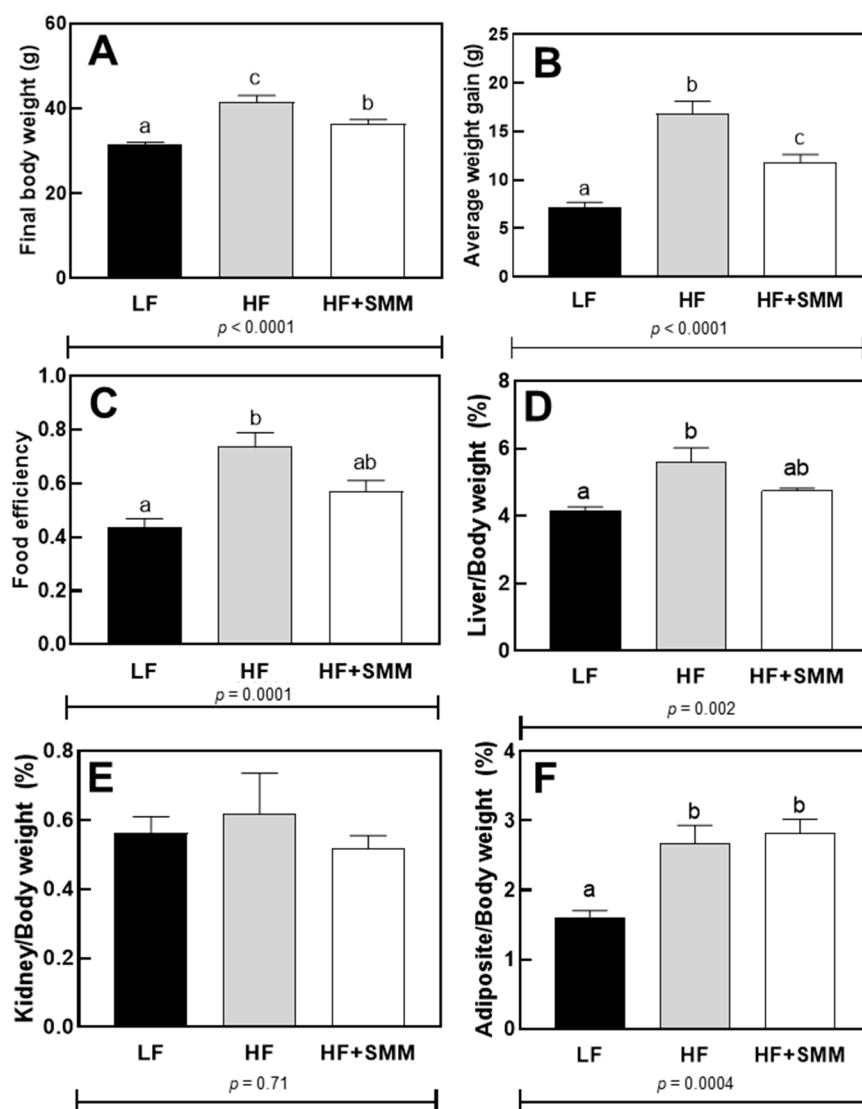 A
Final body weight (g)
60
40
20
0
a
c
b
LF HF HF+SMM
p < 0.0001
B
Average weight gain (g)
25
20
15
10
5
0
a
b
c
LF HF HF+SMM
p < 0.0001
C
Food efficiency
1.0
0.8
0.6
0.4
0.2
0.0
a
b
ab
LF HF HF+SMM
p = 0.0001
D
Liver/Body weight (%)
8
6
4
2
0
a
b
ab
LF HF HF+SMM
p = 0.002
E
Kidney/Body weight (%)
0.8
0.6
0.4
0.2
0.0
LF HF HF+SMM
p = 0.71
F
Adiposite/Body weight (%)
4
3
2
1
0
a
b
b
LF HF HF+SMM
p = 0.0004